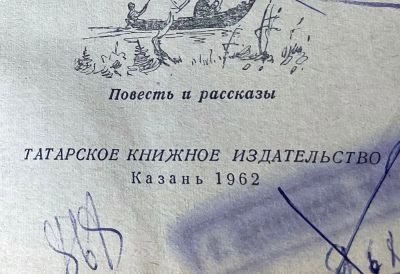 Повесть и рассказы
ТАТАРСКОЕ КНИЖНОЕ ИЗДАТЕЛЬСТВО
Казань 1962